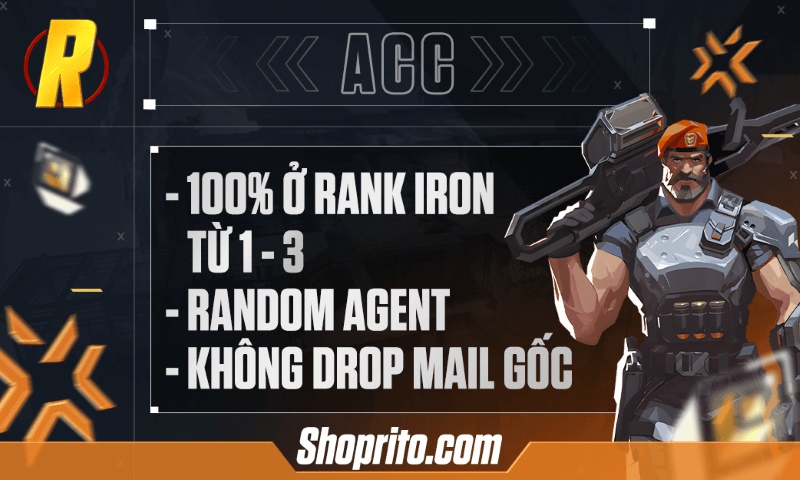 R
ACC
- 100% Ở RANK IRON
TỪ 1 - 3
- RANDOM AGENT
- KHÔNG DROP MAIL GỐC
Shoprito.com